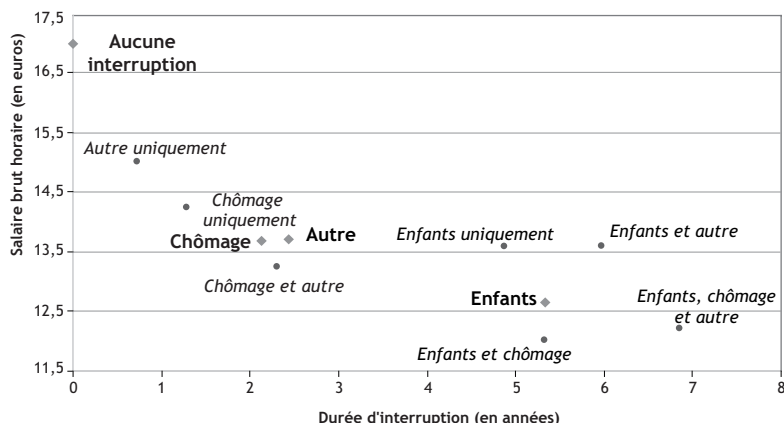 Salaire brut horaire (en euros)
17,5
16,5
15,5
14,5
13,5
12,5
11,5
Aucune
interruption
Autre uniquement
Chômage
uniquement
Chômage
Autre
Chômage et autre
Enfants uniquement
Enfants et autre
Enfants
Enfants, chômage
et autre
Enfants et chômage
0
1
2
3
4
5
6
7
8
Durée d'interruption (en années)